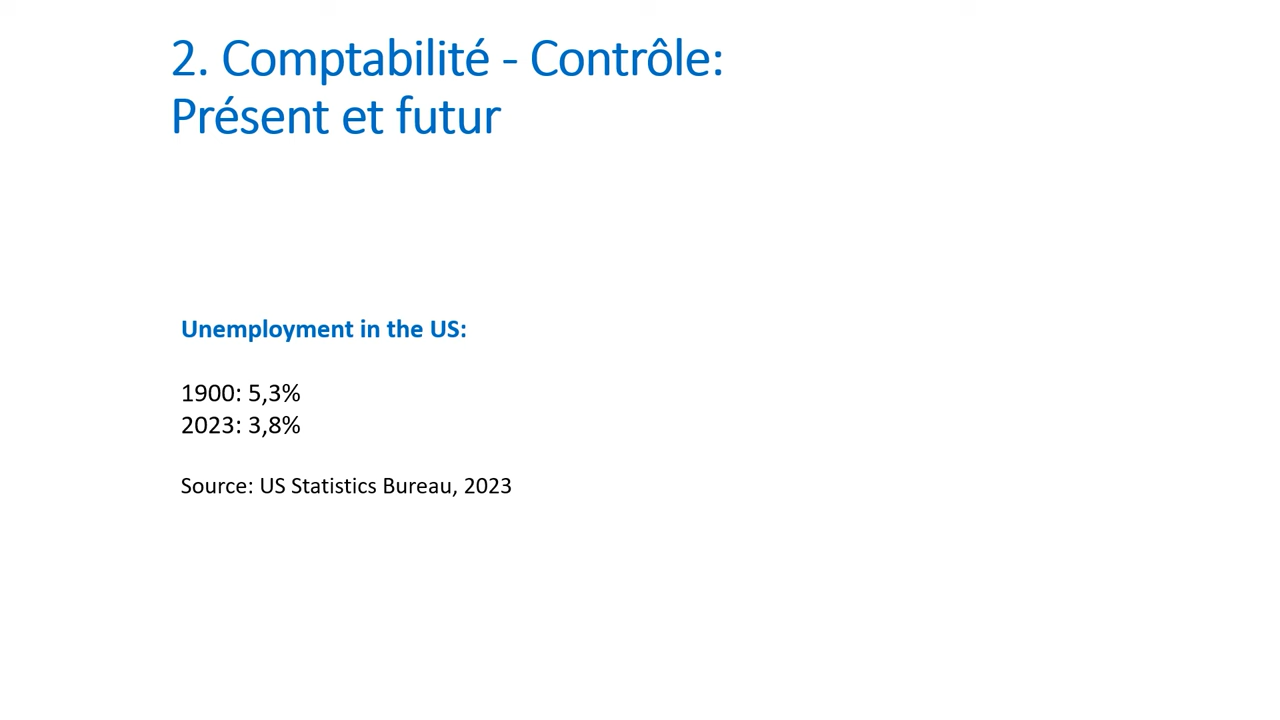 2. Comptabilité - Contrôle:
Présent et futur
Unemployment in the US:
1900: 5,3%
2023: 3,8%
Source: US Statistics Bureau, 2023